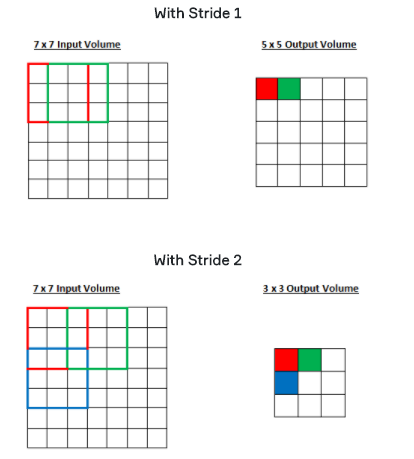 With Stride 1
7 x 7 Input Volume
5 x 5 Output Volume
With Stride 2
7 x 7 Input Volume
3 x 3 Output Volume